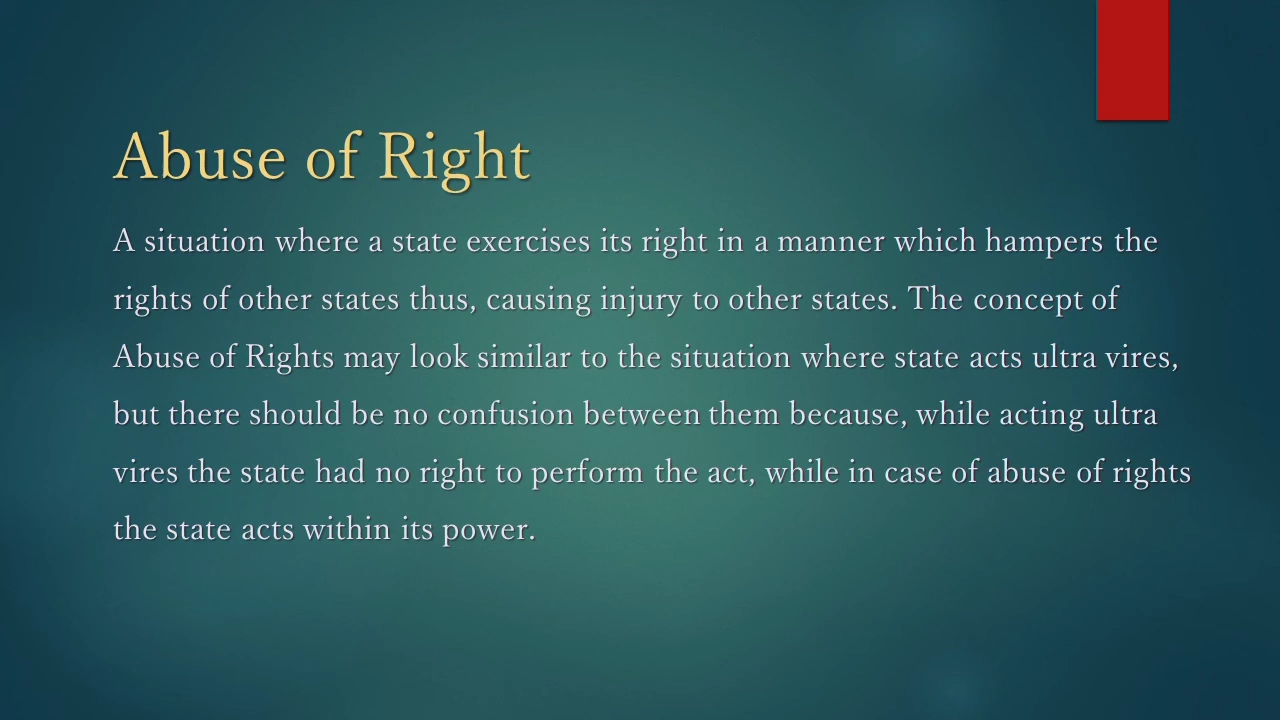 Abuse of Right
A situation where a state exercises its right in a manner which hampers the
rights of other states thus, causing injury to other states. The concept of
Abuse of Rights may look similar to the situation where state acts ultra vires,
but there should be no confusion between them because, while acting ultra
vires the state had no right to perform the act, while in case of abuse of rights
the state acts within its power.